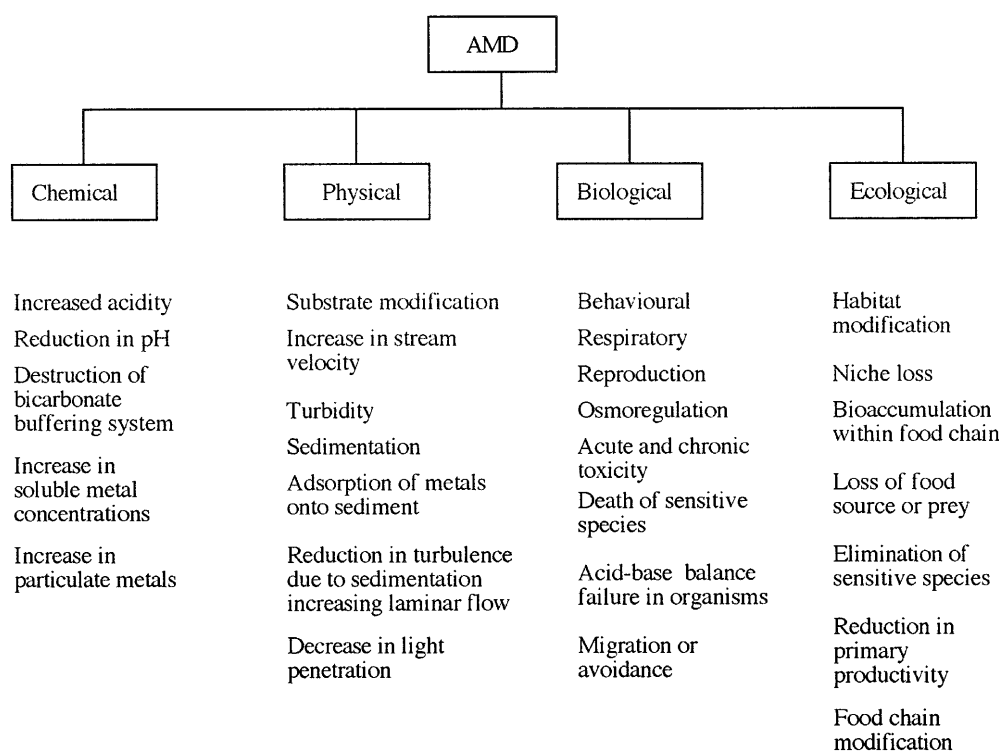 AMD
Chemical
Physical
Biological
Ecological
Increased acidity
Reduction in pH
Destruction of
bicarbonate
buffering system
Increase in
soluble metal
concentrations
Increase in
particulate metals
Substrate modification
Increase in stream
velocity
Turbidity
Sedimentation
Adsorption of metals
onto sediment
Reduction in turbulence
due to sedimentation
increasing laminar flow
Decrease in light
penetration
Behavioural
Respiratory
Reproduction
Osmoregulation
Acute and chronic
toxicity
Death of sensitive
species
Acid-base balance
failure in organisms
Migration or
avoidance
Habitat
modification
Niche loss
Bioaccumulation
within food chain
Loss of food
source or prey
Elimination of
sensitive species
Reduction in
primary
productivity
Food chain
modification